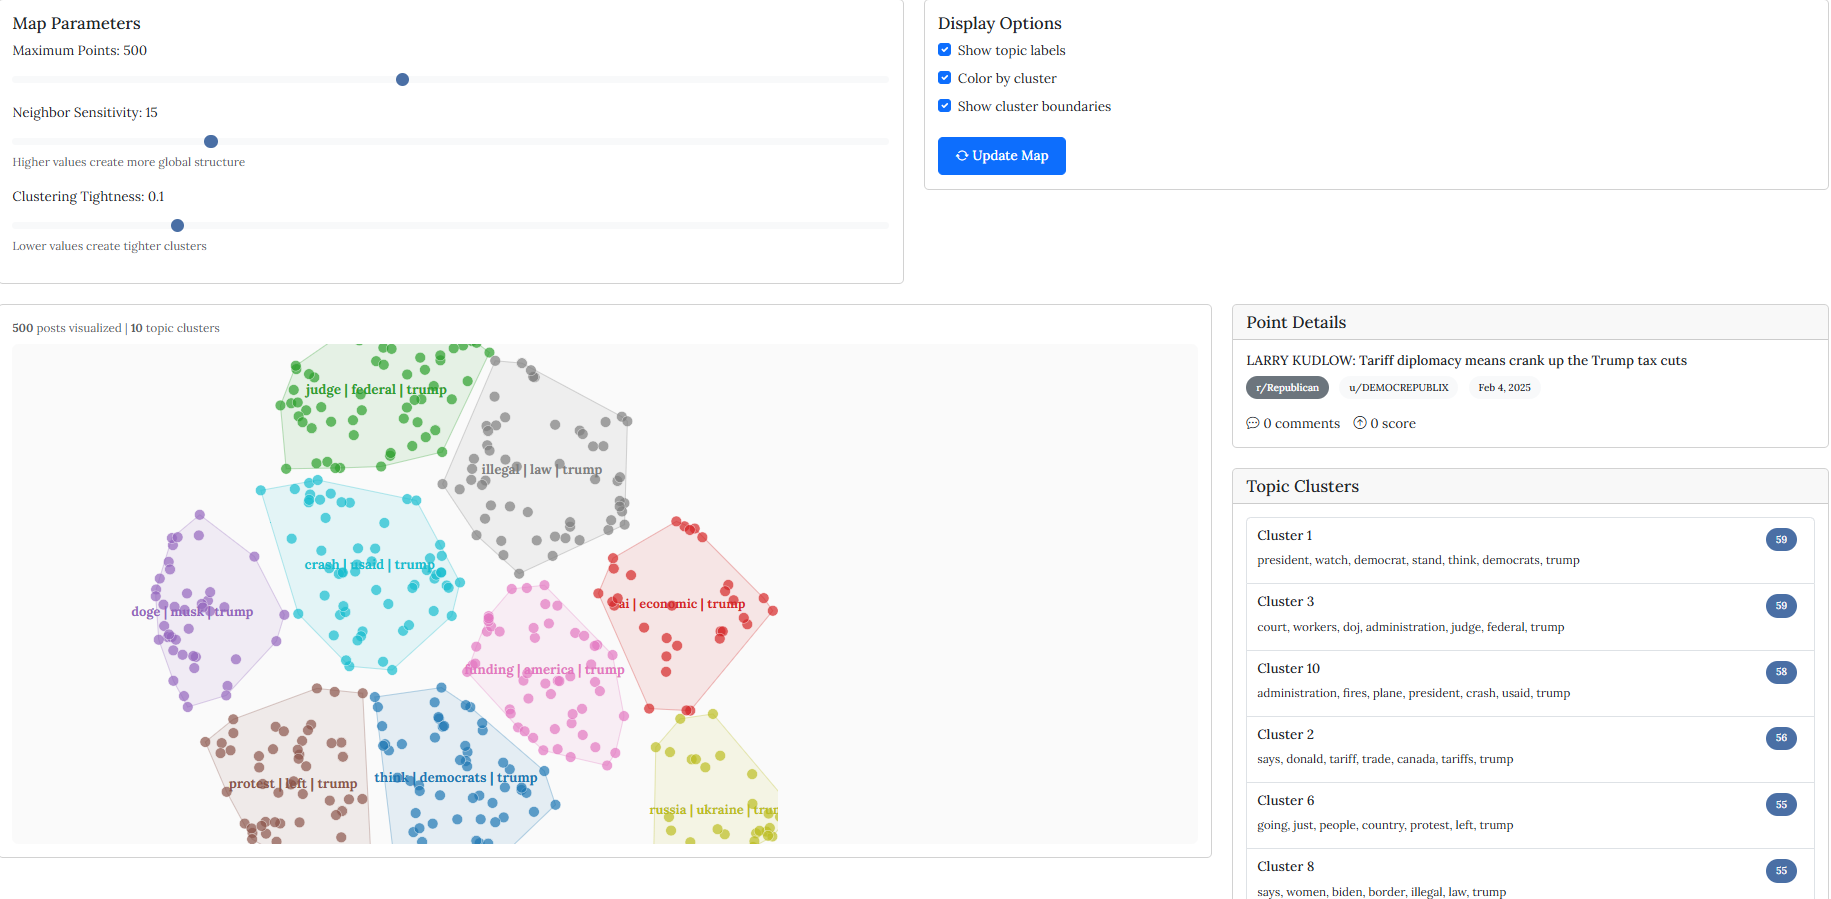 Map Parameters
Maximum Points: 500
Neighbor Sensitivity: 15
Higher values create more global structure
Clustering Tightness: 0.1
Lower values create tighter clusters
Display Options
Show topic labels
Color by cluster
Show cluster boundaries
Update Map
500 posts visualized | 10 topic clusters
judge | federal | trump
illegal | law | trump
crash | usaid | trump
doge | musk | trump
ai | economic | trump
funding | america | trump
think | democrats | trump
protest | left | trump
russia | ukraine | trum
Point Details
LARRY KUDLOW: Tariff diplomacy means crank up the Trump tax cuts
r/Republican u/DEMOCREPUBLIX Feb 4, 2025
0 comments 0 score
Topic Clusters
Cluster 1 59
president, watch, democrat, stand, think, democrats, trump
Cluster 3 59
court, workers, doj, administration, judge, federal, trump
Cluster 10 58
administration, fires, plane, president, crash, usaid, trump
Cluster 2 56
says, donald, tariff, trade, canada, tariffs, trump
Cluster 6 55
going, just, people, country, protest, left, trump
Cluster 8 55
says, women, biden, border, illegal, law, trump